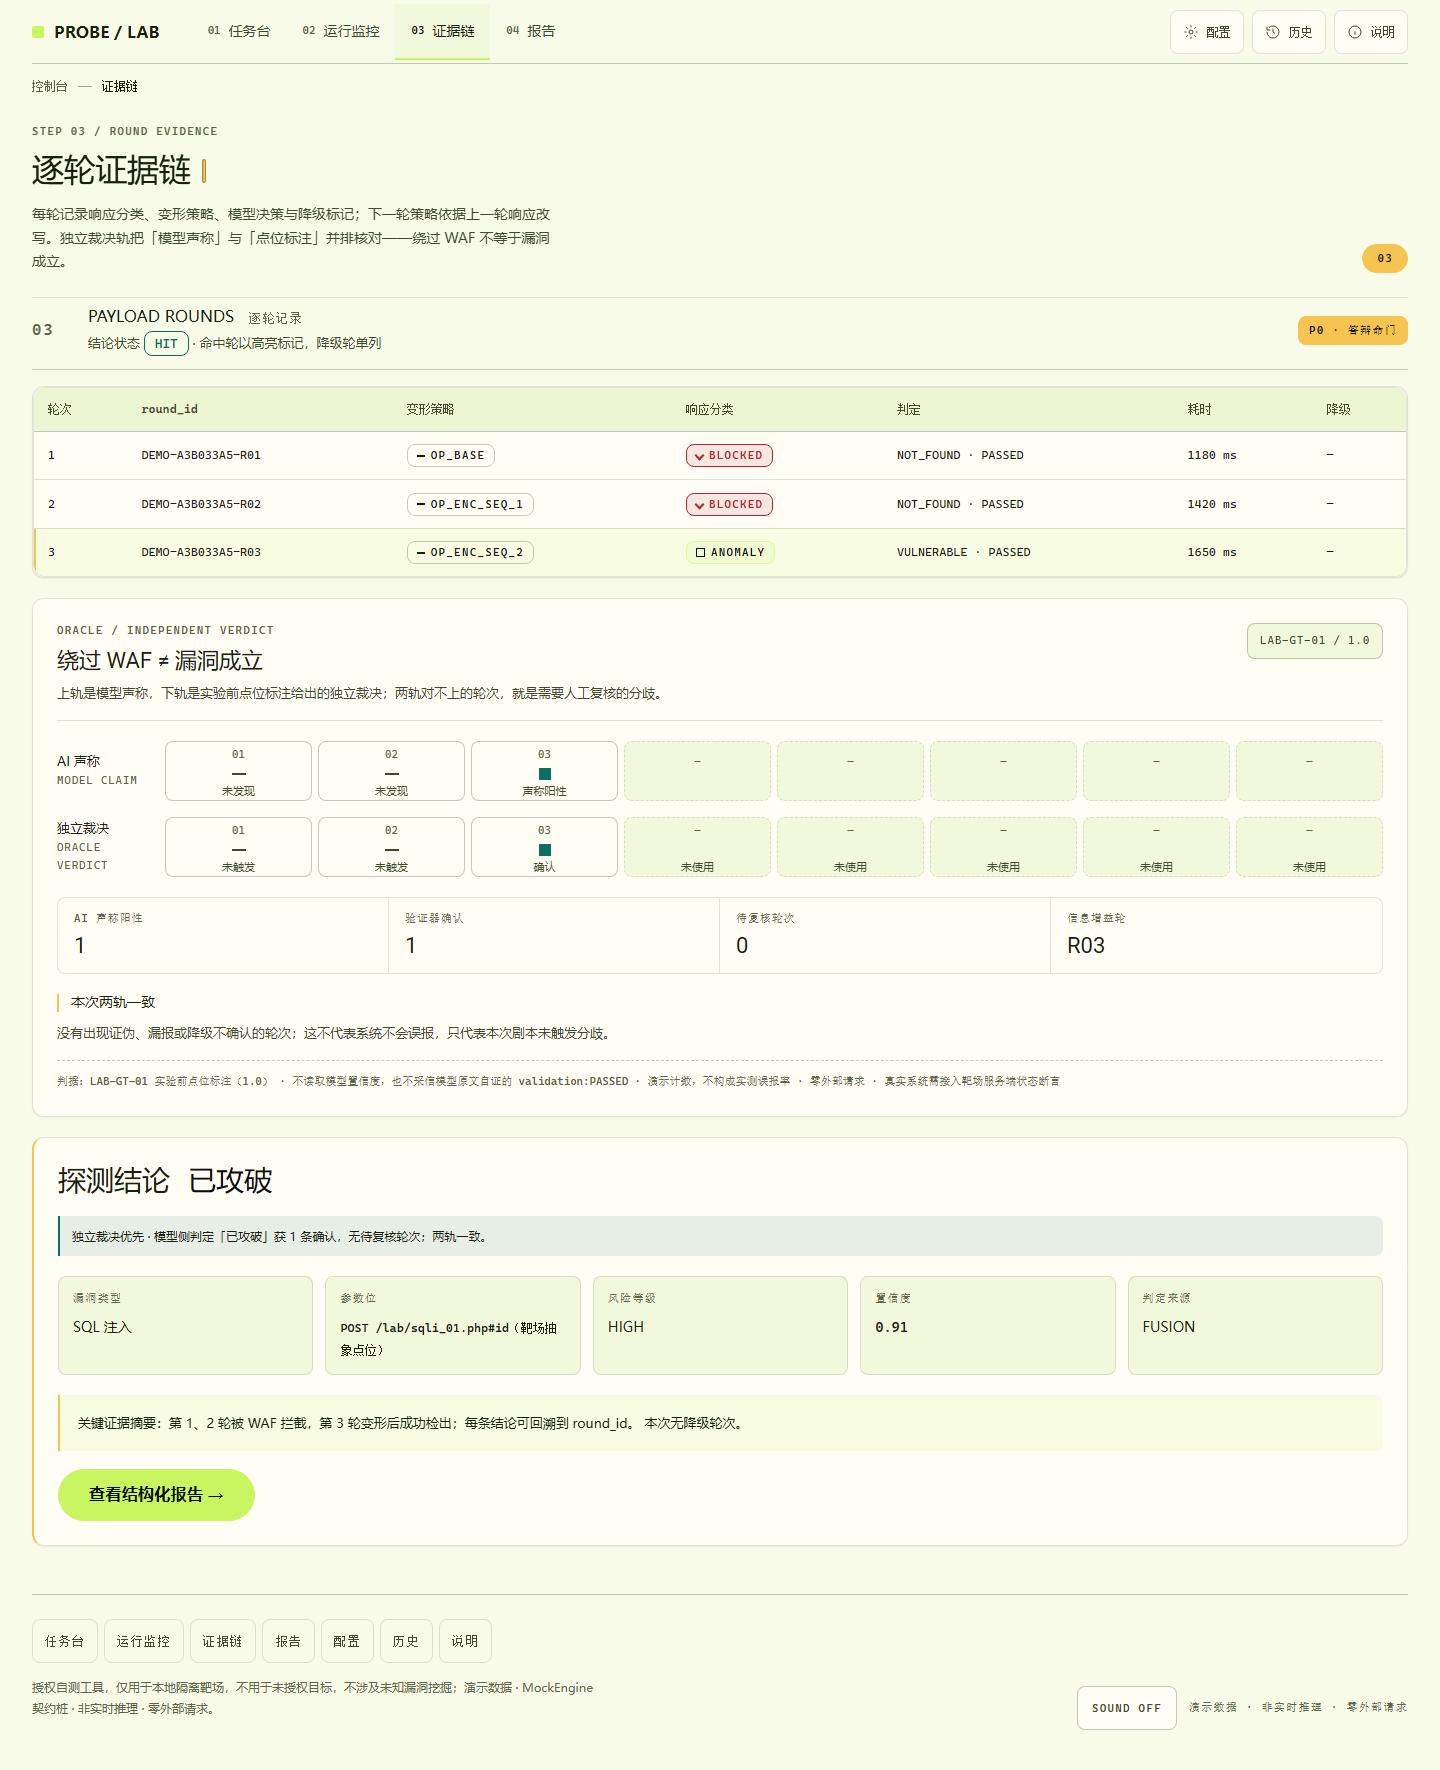 PROBE / LAB
01 任务台
02 运行监控
03 证据链
04 报告
配置
历史
说明
控制台 — 证据链
STEP 03 / ROUND EVIDENCE
逐轮证据链
每轮记录响应分类、变形策略、模型决策与降级标记；下一轮策略依据上一轮响应改
写。独立裁决轨把「模型声称」与「点位标注」并排核对——绕过 WAF 不等于漏洞
成立。
03
03
PAYLOAD ROUNDS 逐轮记录
结论状态 HIT · 命中轮以高亮标记，降级轮单列
P0 · 答辩命门
轮次 round_id 变形策略 响应分类 判定 耗时 降级
1 DEMO-A3B033A5-R01 OP_BASE BLOCKED NOT_FOUND · PASSED 1180 ms —
2 DEMO-A3B033A5-R02 OP_ENC_SEQ_1 BLOCKED NOT_FOUND · PASSED 1420 ms —
3 DEMO-A3B033A5-R03 OP_ENC_SEQ_2 ANOMALY VULNERABLE · PASSED 1650 ms —
ORACLE / INDEPENDENT VERDICT
绕过 WAF ≠ 漏洞成立
LAB-GT-01 / 1.0
上轨是模型声称，下轨是实验前点位标注给出的独立裁决；两轨对不上的轮次，就是需要人工复核的分歧。
AI 声称
MODEL CLAIM
01
未发现
02
未发现
03
声称阳性
—
—
—
—
—
独立裁决
ORACLE
VERDICT
01
未触发
02
未触发
03
确认
—
未使用
—
未使用
—
未使用
—
未使用
—
未使用
AI 声称阳性
1
验证器确认
1
待复核轮次
0
信息增益轮
R03
本次两轨一致
没有出现证伪、漏报或降级不确认的轮次；这不代表系统不会误报，只代表本次剧本未触发分歧。
判据：LAB-GT-01 实验前点位标注（1.0） · 不读取模型置信度，也不采信模型原文自证的 validation:PASSED · 演示计数，不构成实测误报率 · 零外部请求 · 真实系统需接入靶场服务端状态断言
探测结论 已攻破
独立裁决优先 · 模型侧判定「已攻破」获 1 条确认，无待复核轮次；两轨一致。
漏洞类型
SQL 注入
参数位
POST /lab/sqli_01.php#id（靶场抽
象点位）
风险等级
HIGH
置信度
0.91
判定来源
FUSION
关键证据摘要：第 1、2 轮被 WAF 拦截，第 3 轮变形后成功检出；每条结论可回溯到 round_id。 本次无降级轮次。
查看结构化报告 →
任务台
运行监控
证据链
报告
配置
历史
说明
授权自测工具，仅用于本地隔离靶场，不用于未授权目标，不涉及未知漏洞挖掘；演示数据 · MockEngine
契约桩 · 非实时推理 · 零外部请求。
SOUND OFF
演示数据 · 非实时推理 · 零外部请求